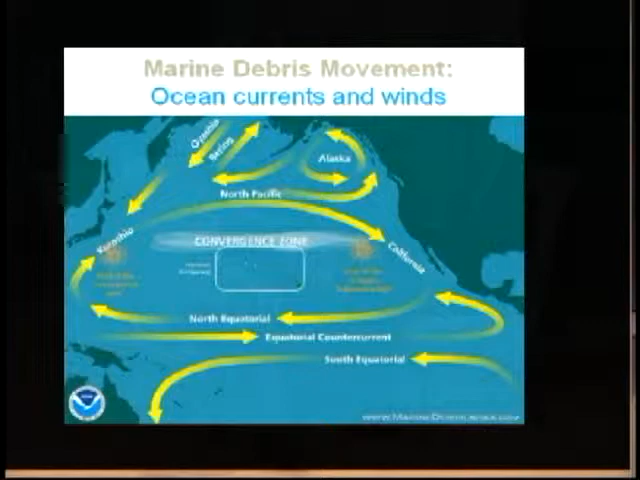 Marine Debris Movement:
Ocean currents and winds
Oyashio
Bering
Alaska
North Pacific
Kuroshio
CONVERGENCE ZONE
California
North Equatorial
Equatorial Countercurrent
South Equatorial